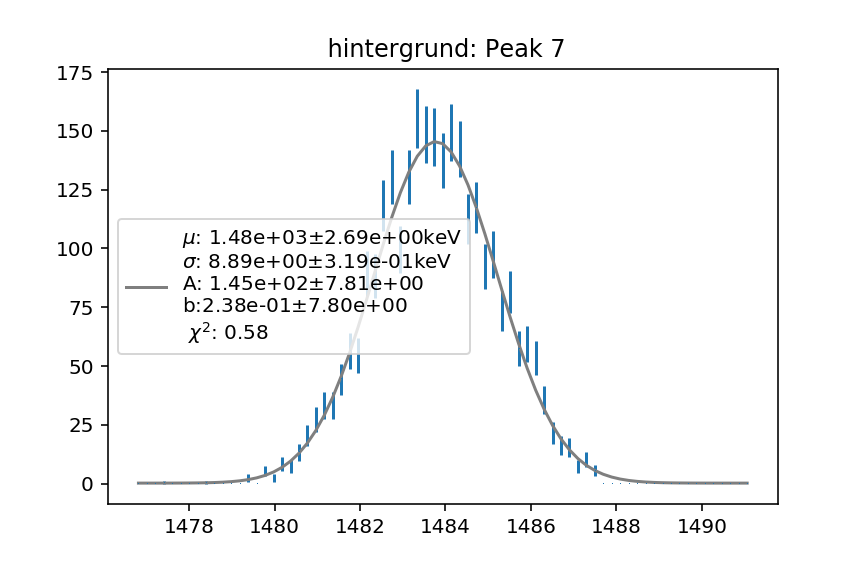 hintergrund: Peak 7
175
150
125
100
75
50
25
0
μ: 1.48e+03±2.69e+00keV
σ: 8.89e+00±3.19e-01keV
A: 1.45e+02±7.81e+00
b:2.38e-01±7.80e+00
χ²: 0.58
1478 1480 1482 1484 1486 1488 1490